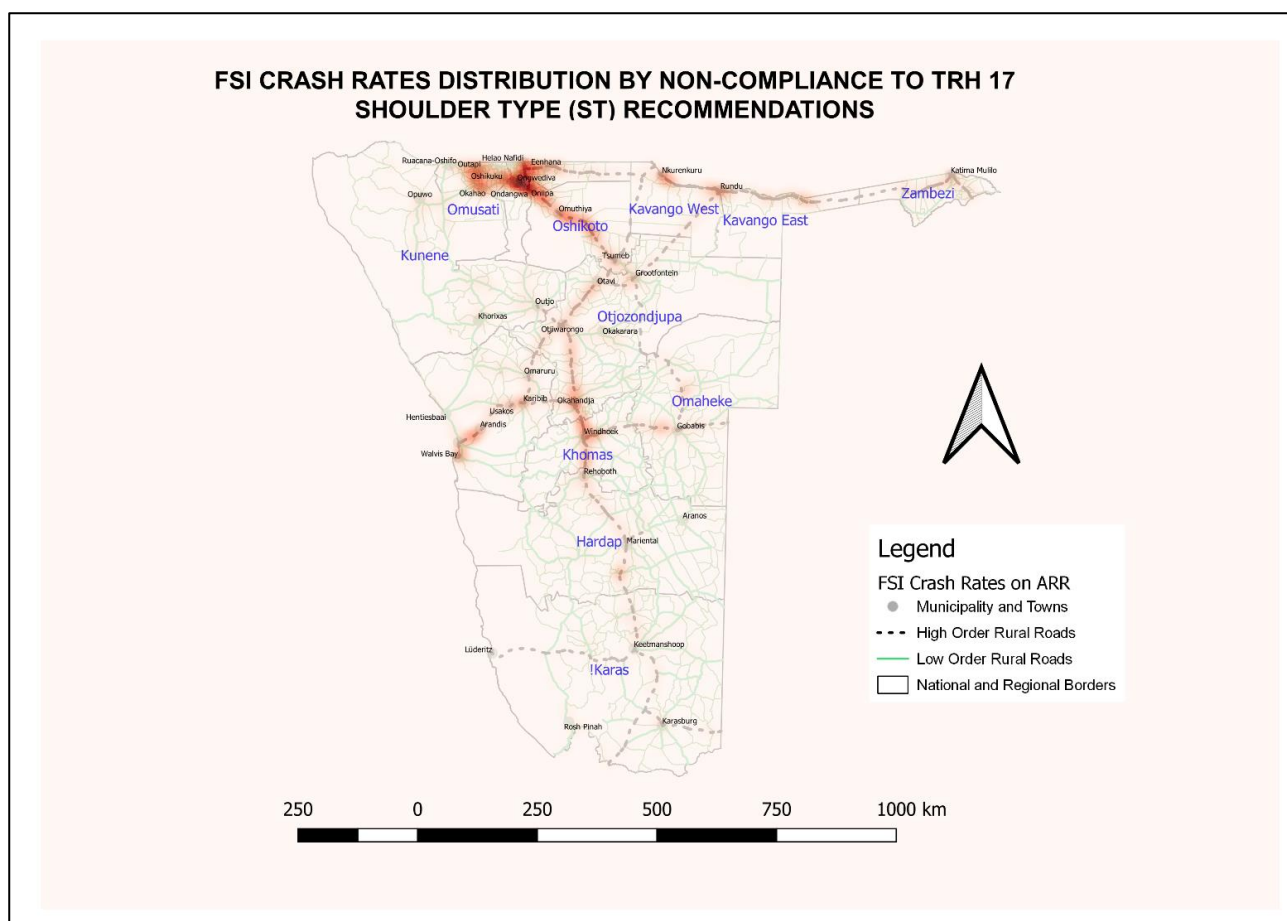 FSI CRASH RATES DISTRIBUTION BY NON-COMPLIANCE TO TRH 17
SHOULDER TYPE (ST) RECOMMENDATIONS
Ruacana-Oshifo
Outapi
Helao Nafidi
Eenhana
Oshikuku
Ongwediva
Opuwo
Okahao
Ondangwa
Oniipa
Omusati
Omuthiya
Oshikoto
Nkurenkuru
Rundu
Kavango West
Kavango East
Katima Mulilo
Zambezi
Kunene
Tsumeb
Grootfontein
Otavi
Outjo
Khorixas
Otjozondjupa
Otjiwarongo
Okakarara
Omaruru
Omaheke
Karibib
Okahandja
Usakos
Hentiesbaai
Arandis
Windhoek
Gobabis
Walvis Bay
Khomas
Rehoboth
Aranos
Hardap
Mariental
Keetmanshoop
Lüderitz
!Karas
Rosh Pinah
Karasburg
Legend
FSI Crash Rates on ARR
Municipality and Towns
High Order Rural Roads
Low Order Rural Roads
National and Regional Borders
250 0 250 500 750 1000 km